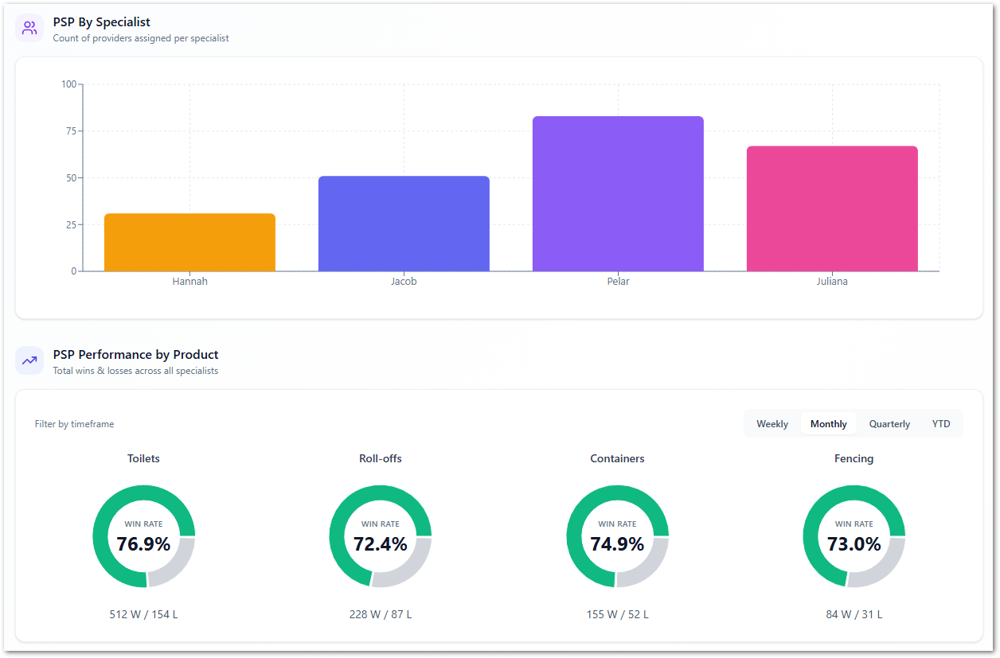 PSP By Specialist
Count of providers assigned per specialist
100
75
50
25
0
Hannah Jacob Pelar Juliana
PSP Performance by Product
Total wins & losses across all specialists
Filter by timeframe Weekly Monthly Quarterly YTD
Toilets Roll-offs Containers Fencing
WIN RATE WIN RATE WIN RATE WIN RATE
76.9% 72.4% 74.9% 73.0%
512 W / 154 L 228 W / 87 L 155 W / 52 L 84 W / 31 L